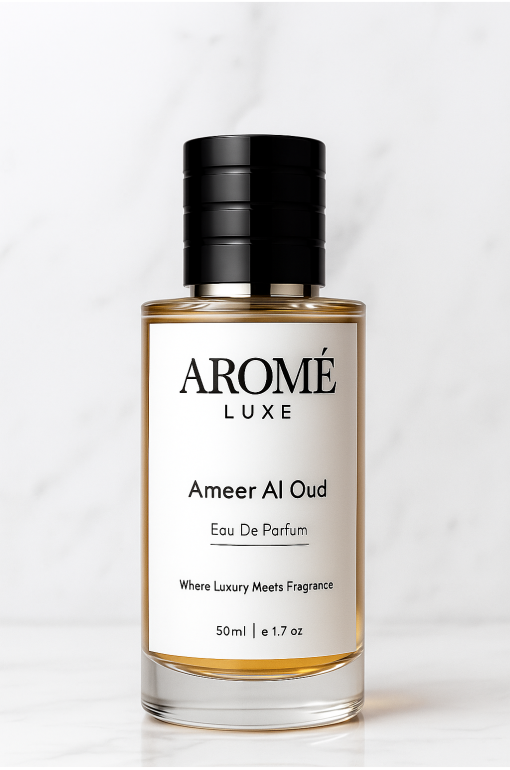 AROMÉ
LUXE
Ameer Al Oud
Eau De Parfum
Where Luxury Meets Fragrance
50ml | e 1.7 oz